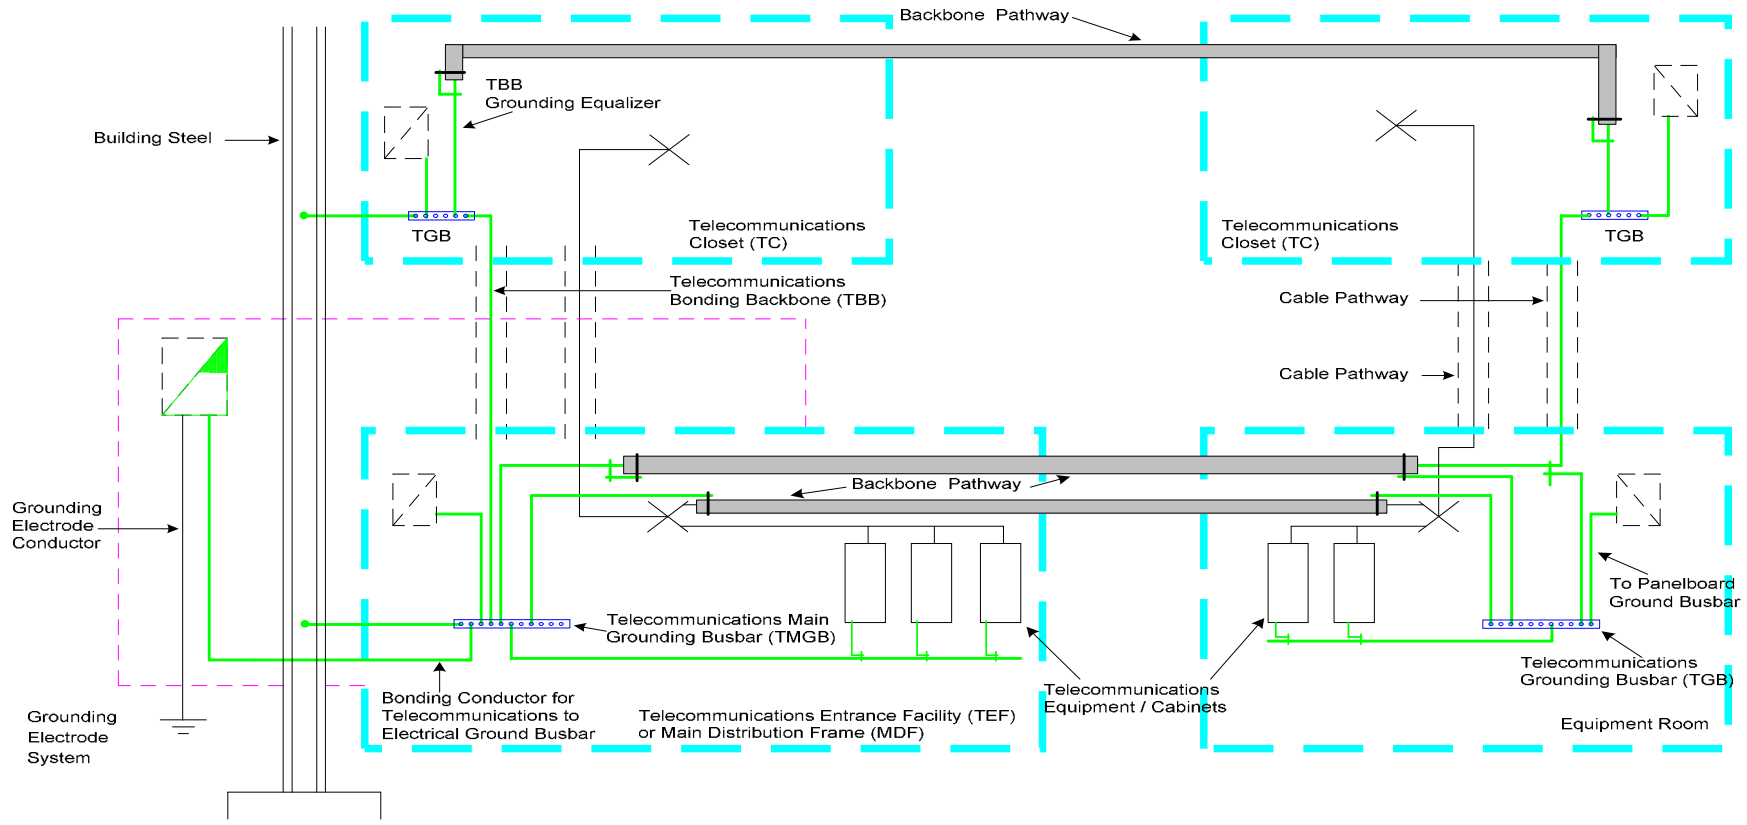 Backbone Pathway
TBB
Grounding Equalizer
Building Steel
TGB
Telecommunications
Closet (TC)
Telecommunications
Closet (TC)
TGB
Telecommunications
Bonding Backbone (TBB)
Cable Pathway
Cable Pathway
Backbone Pathway
Grounding
Electrode
Conductor
To Panelboard
Ground Busbar
Telecommunications Main
Grounding Busbar (TMGB)
Telecommunications
Grounding Busbar (TGB)
Bonding Conductor for
Telecommunications to
Electrical Ground Busbar
Telecommunications Entrance Facility (TEF)
or Main Distribution Frame (MDF)
Telecommunications
Equipment / Cabinets
Equipment Room
Grounding
Electrode
System